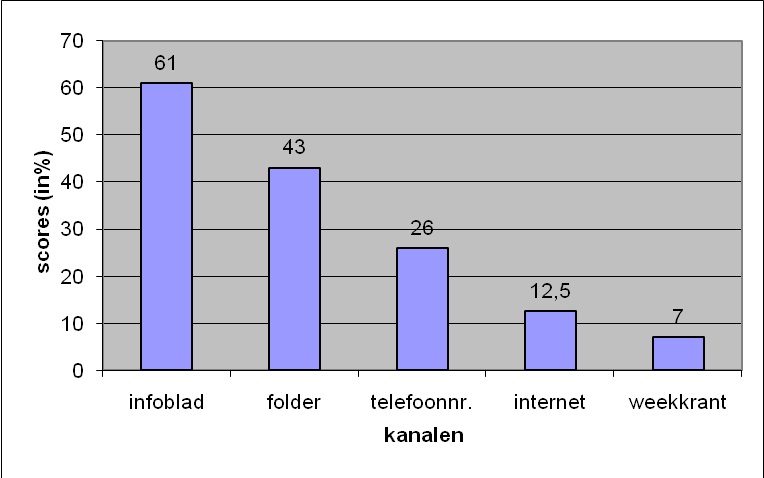 70
60
50
40
30
20
10
0
scores (in%)
61
43
26
12,5
7
infoblad
folder
telefoonnr.
internet
weekkrant
kanalen